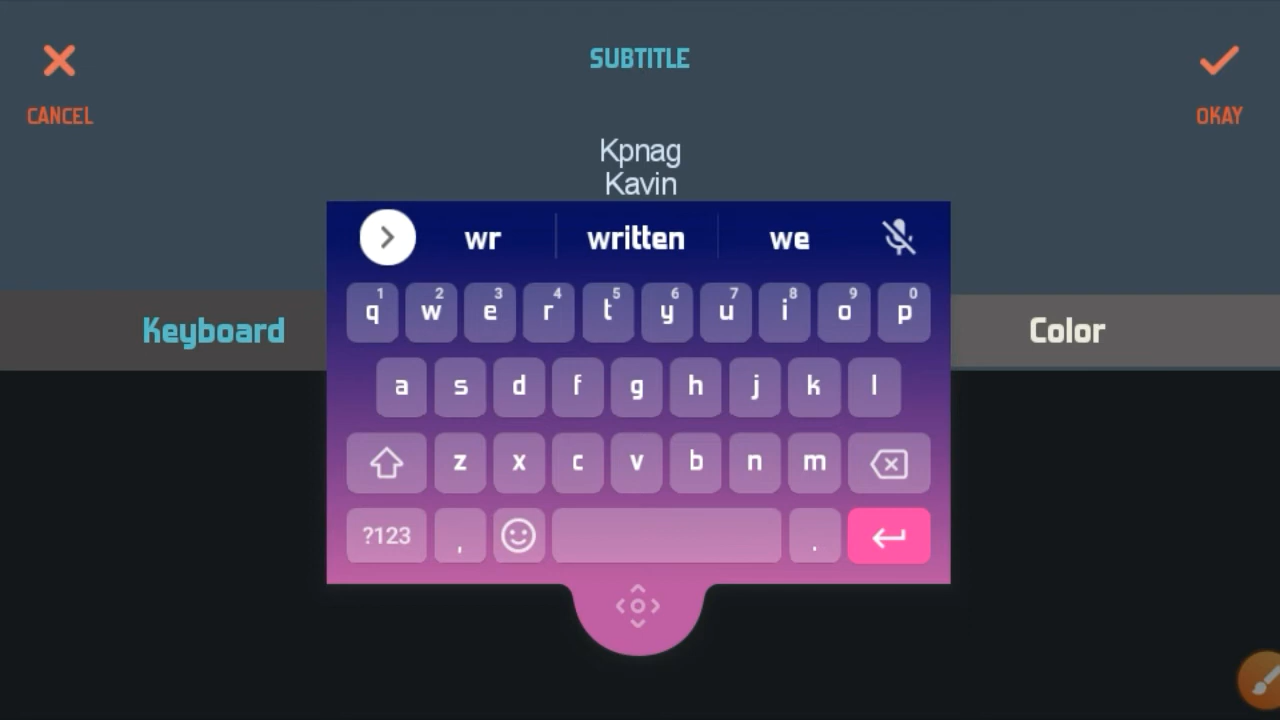 SUBTITLE
CANCEL
OKAY
Kpnag
Kavin
wr written we
1 2 3 4 5 6 7 8 9 0
q w e r t y u i o p
Keyboard
Color
a s d f g h j k l
z x c v b n m
?123 , .